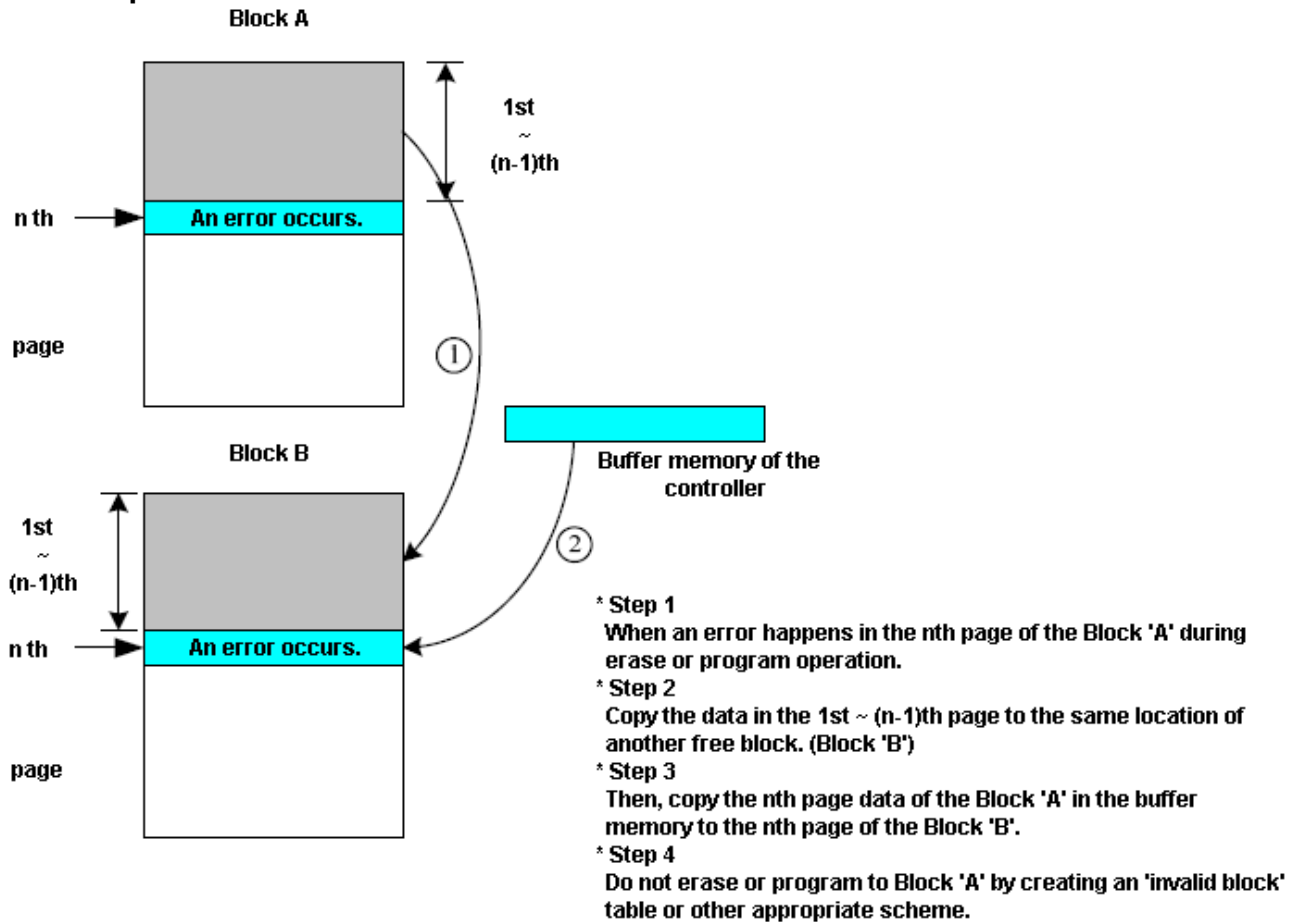 Block A
1st
~
(n-1)th
n th
An error occurs.
page
1
Block B
Buffer memory of the
controller
1st
~
(n-1)th
2
n th
An error occurs.
page
* Step 1
When an error happens in the nth page of the Block 'A' during
erase or program operation.
* Step 2
Copy the data in the 1st ~ (n-1)th page to the same location of
another free block. (Block 'B')
* Step 3
Then, copy the nth page data of the Block 'A' in the buffer
memory to the nth page of the Block 'B'.
* Step 4
Do not erase or program to Block 'A' by creating an 'invalid block'
table or other appropriate scheme.